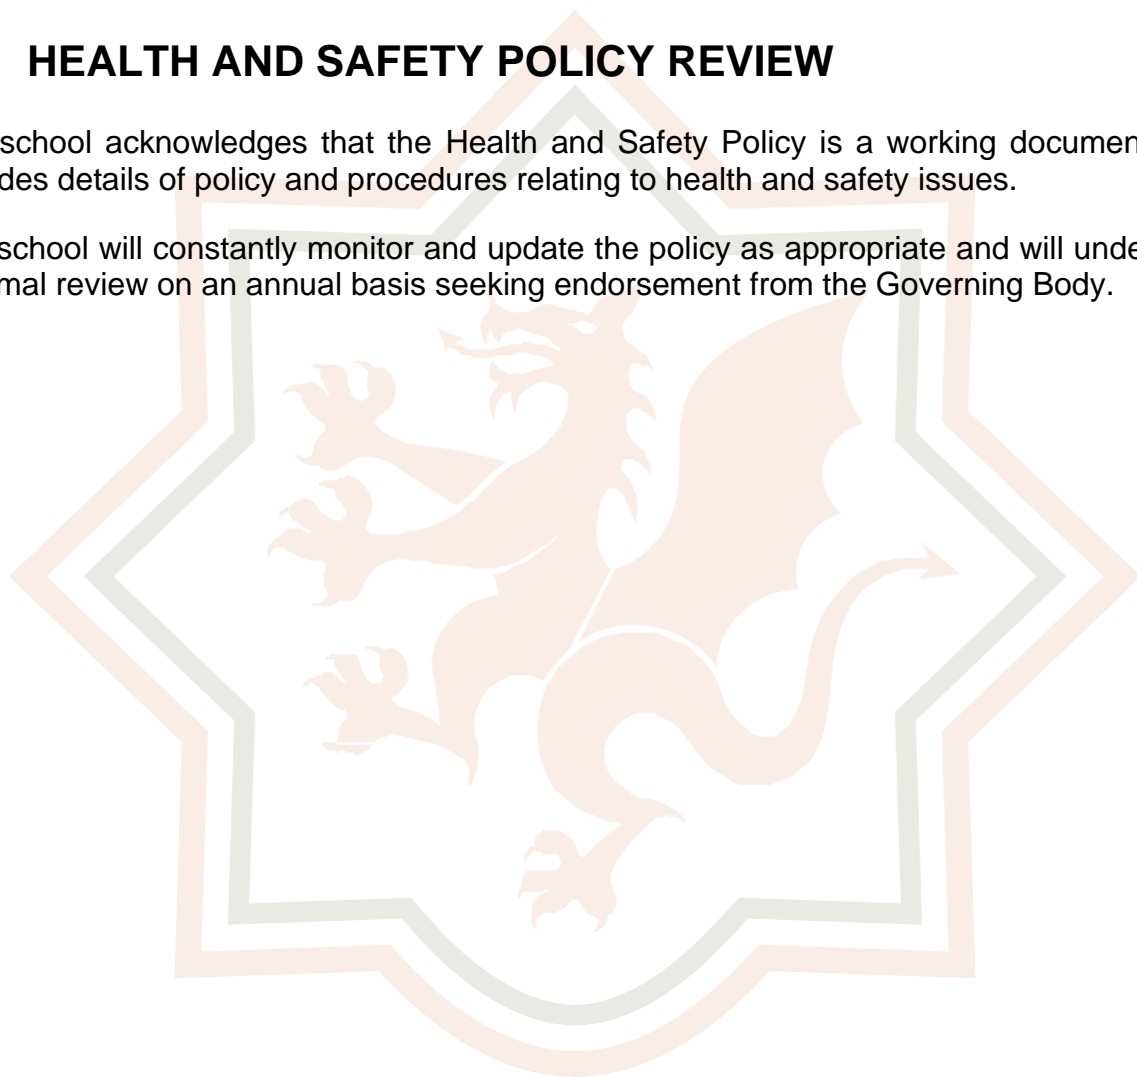 HEALTH AND SAFETY POLICY REVIEW
school acknowledges that the Health and Safety Policy is a working documen
des details of policy and procedures relating to health and safety issues.
school will constantly monitor and update the policy as appropriate and will unde
mal review on an annual basis seeking endorsement from the Governing Body.